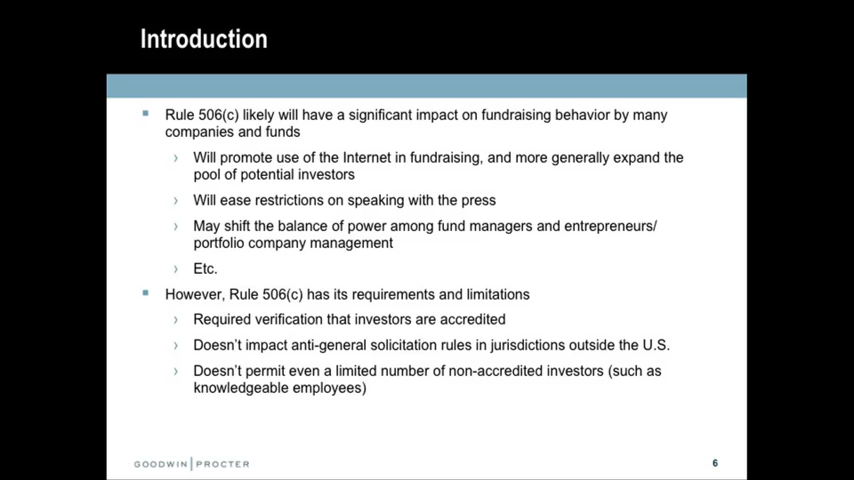 Introduction
Rule 506(c) likely will have a significant impact on fundraising behavior by many
companies and funds
Will promote use of the Internet in fundraising, and more generally expand the
pool of potential investors
Will ease restrictions on speaking with the press
May shift the balance of power among fund managers and entrepreneurs/
portfolio company management
Etc.
However, Rule 506(c) has its requirements and limitations
Required verification that investors are accredited
Doesn't impact anti-general solicitation rules in jurisdictions outside the U.S.
Doesn't permit even a limited number of non-accredited investors (such as
knowledgeable employees)
GOODWIN | PROCTER
6